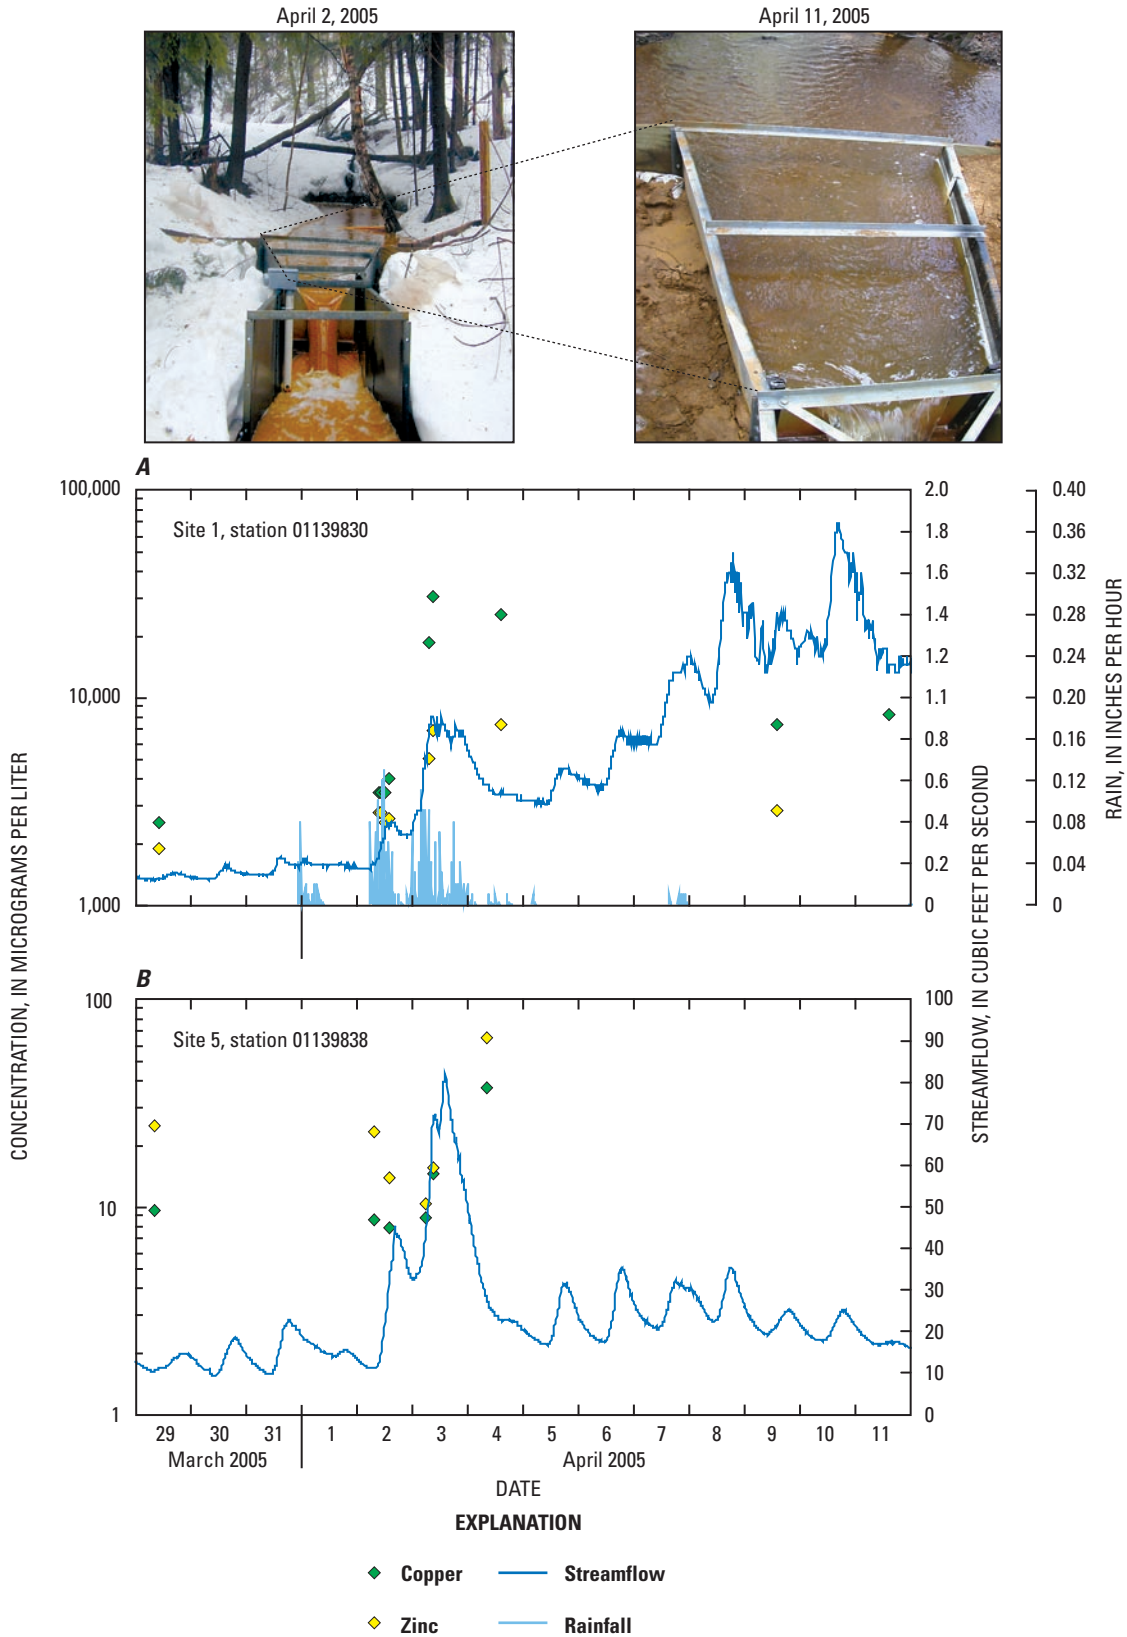 April 2, 2005
April 11, 2005
A
100,000
10,000
1,000
Site 1, station 01139830
2.0
1.8
1.6
1.4
1.2
1.1
0.8
0.6
0.4
0.2
0
0.40
0.36
0.32
0.28
0.24
0.20
0.16
0.12
0.08
0.04
0
RAIN, IN INCHES PER HOUR
CONCENTRATION, IN MICROGRAMS PER LITER
STREAMFLOW, IN CUBIC FEET PER SECOND
B
100
10
1
Site 5, station 01139838
100
90
80
70
60
50
40
30
20
10
0
29 30 31 1 2 3 4 5 6 7 8 9 10 11
March 2005 April 2005
DATE
EXPLANATION
Copper Streamflow
Zinc Rainfall